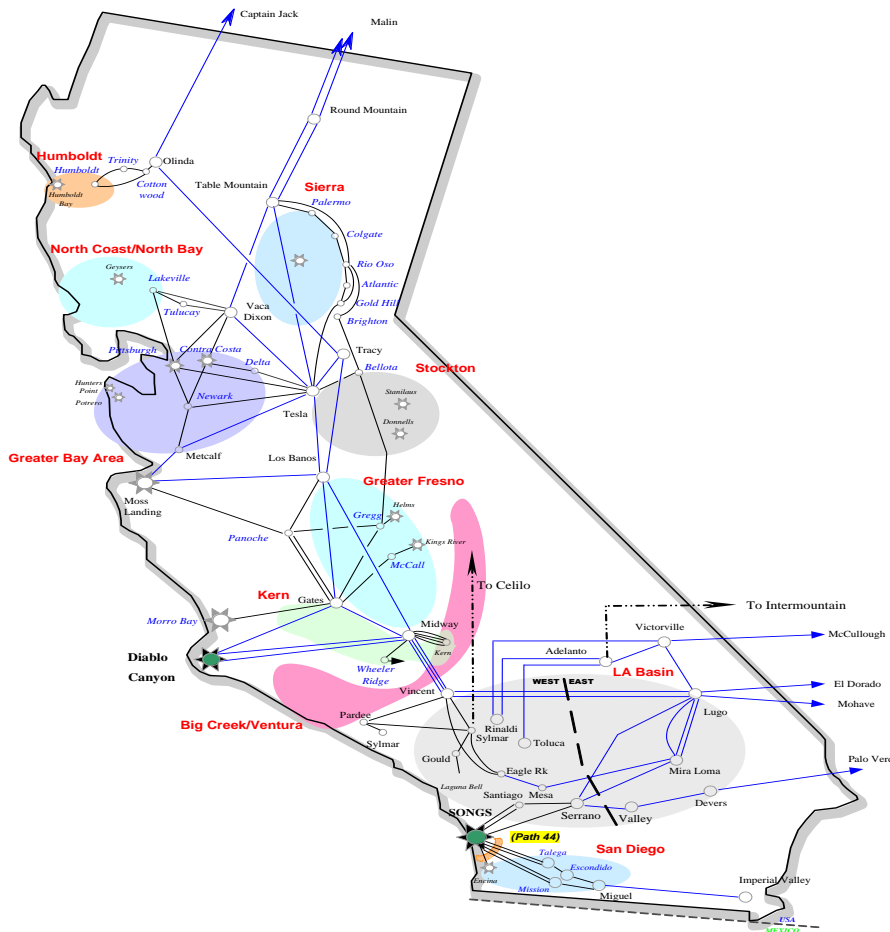 Captain Jack
Malin
Round Mountain
Humboldt
Humboldt
Trinity
Olinda
Cotton
wood
Humboldt
Bay
Table Mountain
Sierra
Palermo
Colgate
North Coast/North Bay
Geysers
Lakeville
Rio Oso
Atlantic
Gold Hill
Tulucay
Vaca
Dixon
Brighton
Pittsburgh
Contra Costa
Tracy
Delta
Bellota
Stockton
Hunters
Point
Potrero
Newark
Stanilaus
Tesla
Donnells
Greater Bay Area
Metcalf
Los Banos
Greater Fresno
Moss
Landing
Helms
Gregg
Panoche
Kings River
McCall
To Celilo
Kern
Gates
To Intermountain
Morro Bay
Midway
Victorville
McCullough
Kern
Adelanto
Diablo
Canyon
Wheeler
Ridge
LA Basin
WEST
EAST
El Dorado
Vincent
Lugo
Mohave
Big Creek/Ventura
Pardee
Rinaldi
Sylmar
Sylmar
Toluca
Gould
Palo Verd
Eagle Rk
Mira Loma
Laguna Bell
Mesa
Santiago
Devers
SONGS
Serrano
Valley
(Path 44)
San Diego
Talega
Escondido
Encina
Mission
Miguel
Imperial Valley
USA
MEXICO